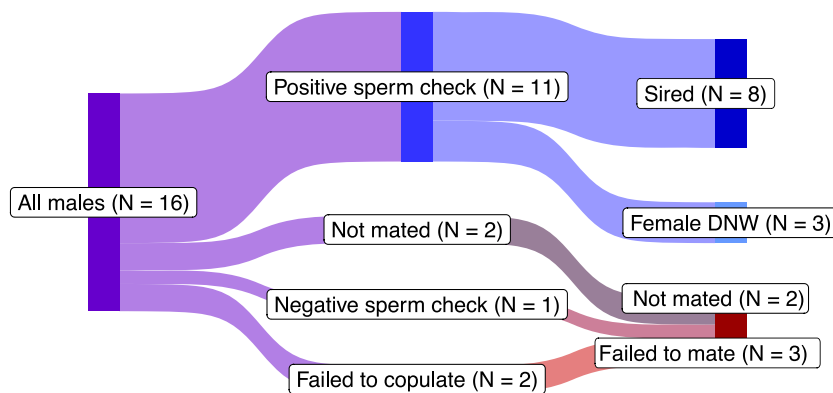 Positive sperm check (N = 11)
Sired (N = 8)
All males (N = 16)
Female DNW (N = 3)
Not mated (N = 2)
Not mated (N = 2)
Negative sperm check (N = 1)
Failed to mate (N = 3)
Failed to copulate (N = 2)